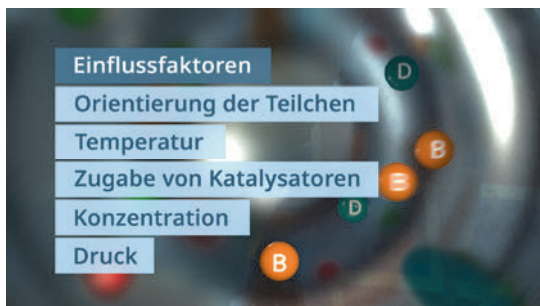 Einflussfaktoren
Orientierung der Teilchen
Temperatur
Zugabe von Katalysatoren
Konzentration
Druck
D
B
B
D
B